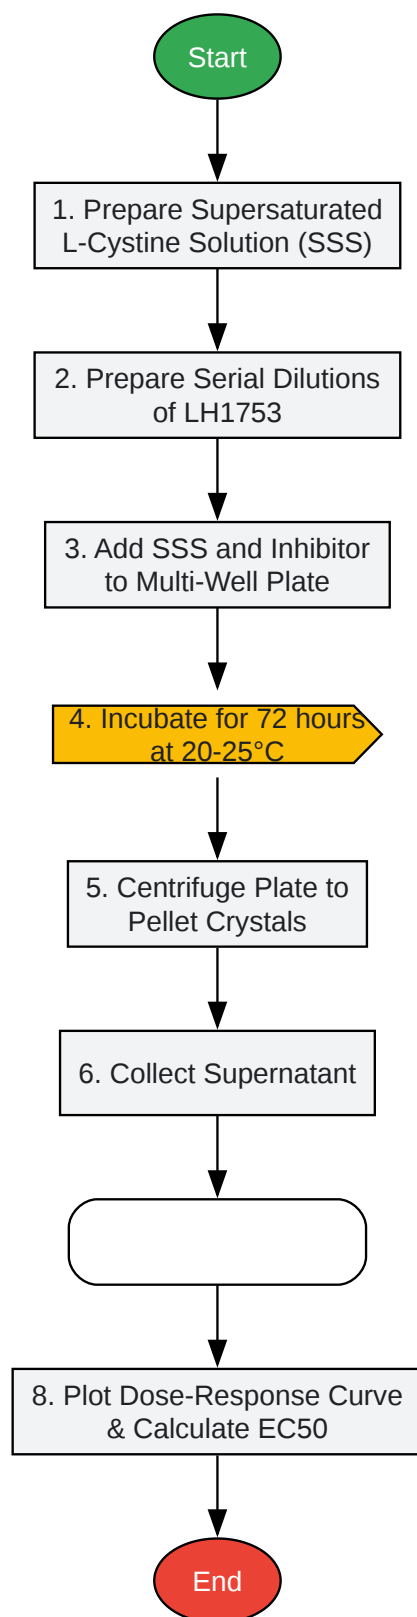 Start
1. Prepare Supersaturated
L-Cystine Solution (SSS)
2. Prepare Serial Dilutions
of LH1753
3. Add SSS and Inhibitor
to Multi-Well Plate
4. Incubate for 72 hours
at 20-25°C
5. Centrifuge Plate to
Pellet Crystals
6. Collect Supernatant
8. Plot Dose-Response Curve
& Calculate EC50
End